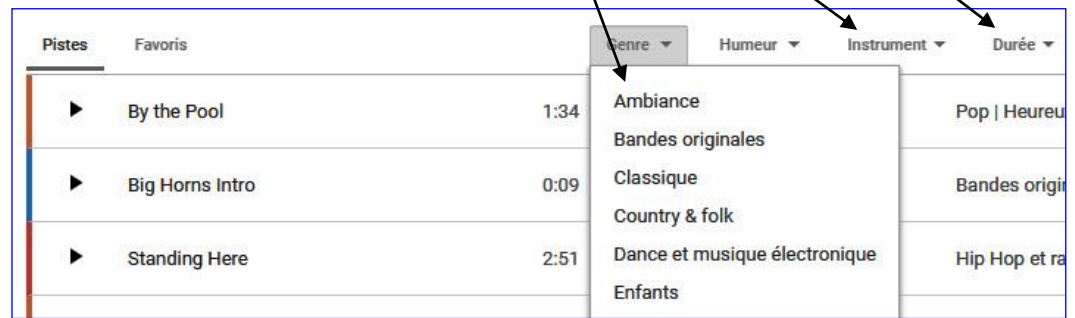 Pistes Favoris Genre Humeur Instrument Durée
Ambiance
By the Pool 1:34 Pop | Heureu
Bandes originales
Classique
Big Horns Intro 0:09 Bandes origin
Country & folk
Dance et musique électronique
Standing Here 2:51 Hip Hop et ra
Enfants